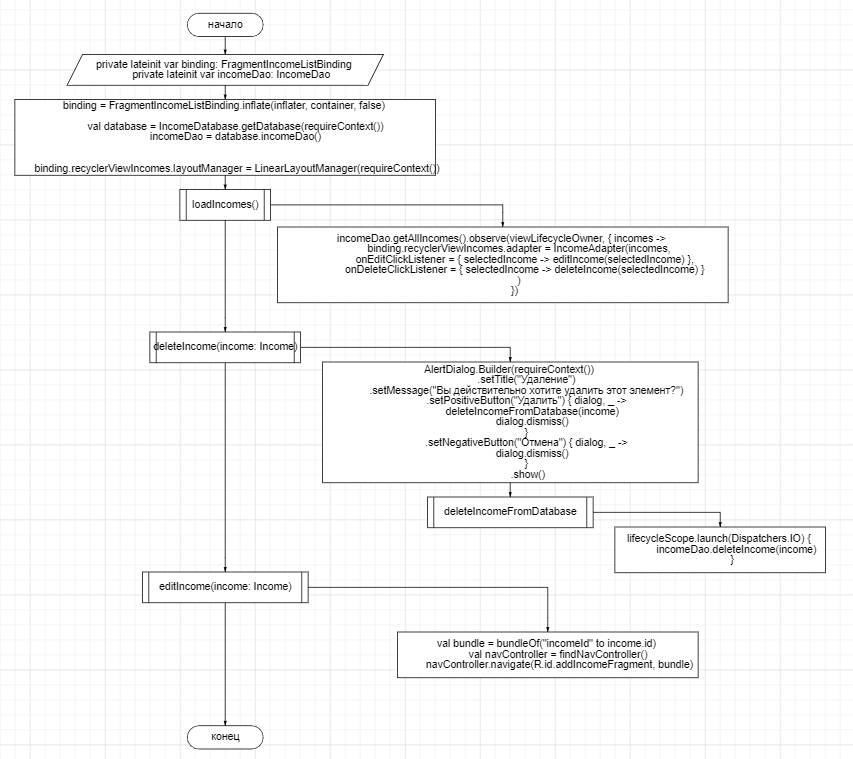 начало
private lateinit var binding: FragmentIncomeListBinding
private lateinit var incomeDao: IncomeDao
binding = FragmentIncomeListBinding.inflate(inflater, container, false)
val database = IncomeDatabase.getDatabase(requireContext())
incomeDao = database.incomeDao()
binding.recyclerViewIncomes.layoutManager = LinearLayoutManager(requireContext())
loadIncomes()
incomeDao.getAllIncomes().observe(viewLifecycleOwner, { incomes ->
binding.recyclerViewIncomes.adapter = IncomeAdapter(incomes,
onEditClickListener = { selectedIncome -> editIncome(selectedIncome) },
onDeleteClickListener = { selectedIncome -> deleteIncome(selectedIncome) }
)
})
deleteIncome(income: Income)
AlertDialog.Builder(requireContext())
.setTitle("Удаление")
.setMessage("Вы действительно хотите удалить этот элемент?")
.setPositiveButton("Удалить") { dialog, _ ->
deleteIncomeFromDatabase(income)
dialog.dismiss()
}
.setNegativeButton("Отмена") { dialog, _ ->
dialog.dismiss()
}
.show()
deleteIncomeFromDatabase
lifecycleScope.launch(Dispatchers.IO) {
incomeDao.deleteIncome(income)
}
editIncome(income: Income)
val bundle = bundleOf("incomeId" to income.id)
val navController = findNavController()
navController.navigate(R.id.addIncomeFragment, bundle)
конец